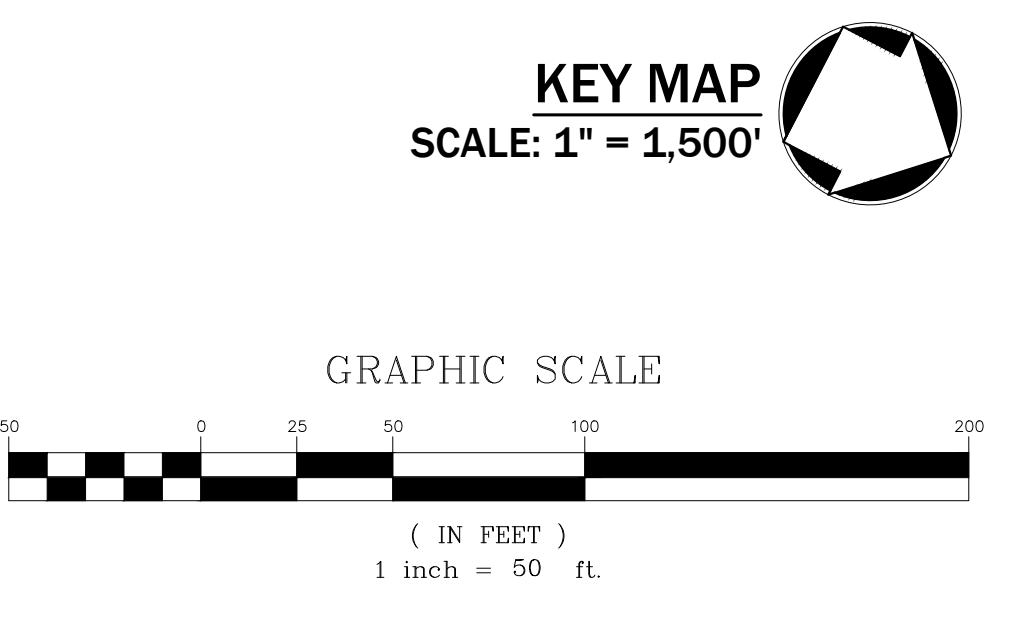 KEY MAP
SCALE: 1" = 1,500'
GRAPHIC SCALE
50 0 25 50 100 200
( IN FEET )
1 inch = 50 ft.